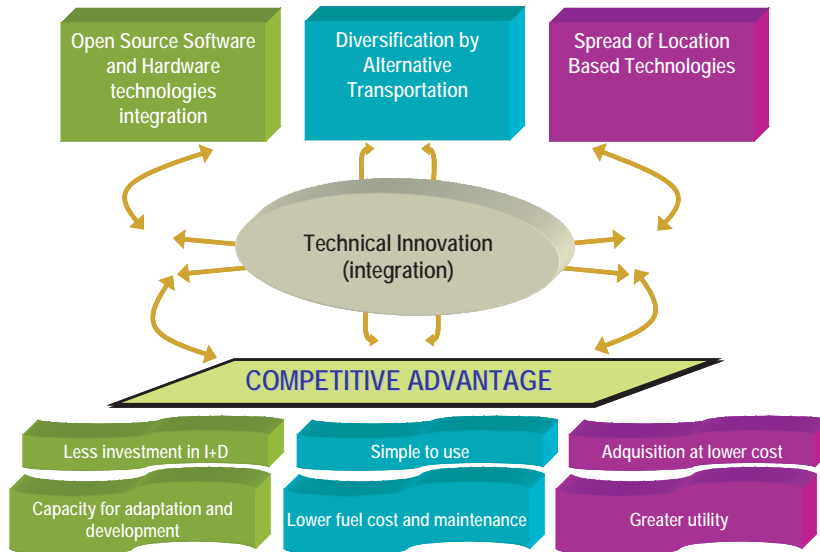 Open Source Software
and Hardware
technologies
integration
Diversification by
Alternative
Transportation
Spread of Location
Based Technologies
Technical Innovation
(integration)
COMPETITIVE ADVANTAGE
Less investment in I+D
Simple to use
Adquisition at lower cost
Capacity for adaptation and
development
Lower fuel cost and maintenance
Greater utility